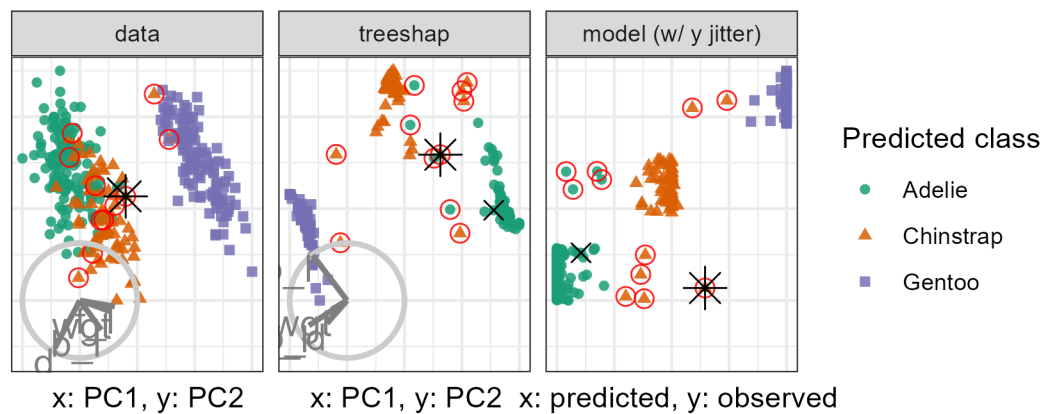 data
treeshap
model (w/ y jitter)
Predicted class
Adelie
Chinstrap
Gentoo
x: PC1, y: PC2
x: PC1, y: PC2
x: predicted, y: observed